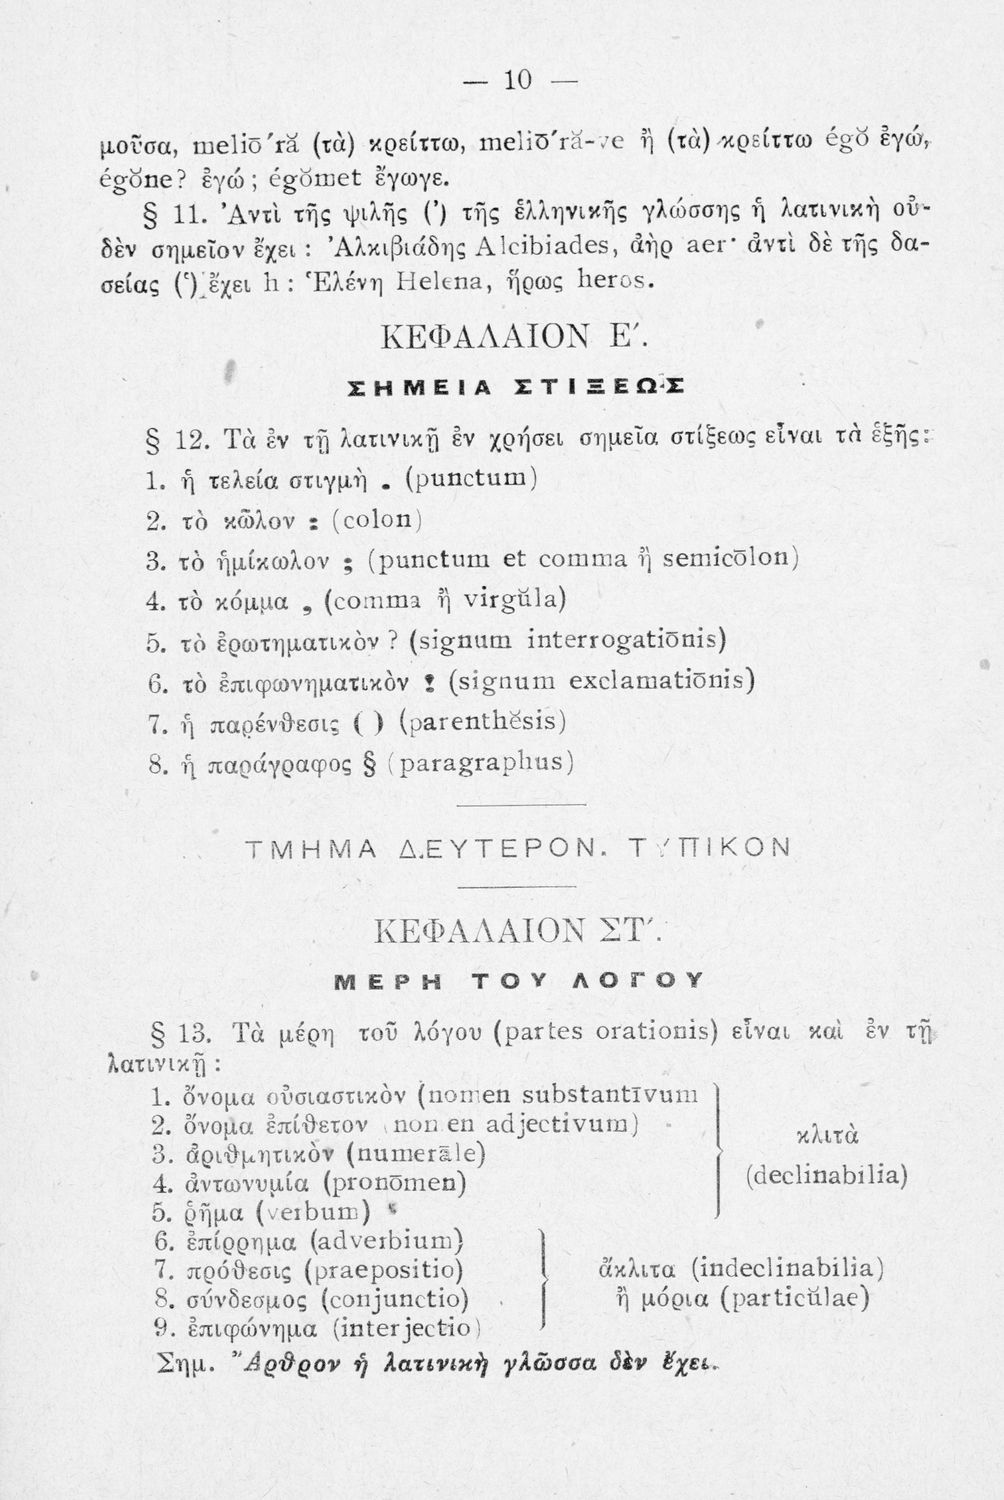 — 10 —
μοῦσα, meliō΄ră (τὰ) κρείττω, meliō΄ră-ve ἢ (τὰ) κρείττω égŏ ἐγώ,
égŏne? ἐγώ; égŏmet ἔγωγε.
§ 11. Ἀντὶ τῆς ψιλῆς (᾿) τῆς ἑλληνικῆς γλώσσης ἡ λατινικὴ οὐ-
δὲν σημεῖον ἔχει : Ἀλκιβιάδης Alcibiades, ἀὴρ aer· ἀντὶ δὲ τῆς δα-
σείας (῾) ἔχει h : Ἑλένη Helena, ἥρως heros.
ΚΕΦΑΛΑΙΟΝ Ε΄.
ΣΗΜΕΙΑ ΣΤΙΞΕΩΣ
§ 12. Τὰ ἐν τῇ λατινικῇ ἐν χρήσει σημεῖα στίξεως εἶναι τὰ ἑξῆς:
1. ἡ τελεία στιγμὴ . (punctum)
2. τὸ κῶλον : (colon)
3. τὸ ἡμίκωλον ; (punctum et comma ἢ semicōlon)
4. τὸ κόμμα , (comma ἢ virgŭla)
5. τὸ ἐρωτηματικὸν ? (signum interrogatiōnis)
6. τὸ ἐπιφωνηματικὸν ! (signum exclamatiōnis)
7. ἡ παρένθεσις ( ) (parenthĕsis)
8. ἡ παράγραφος § (paragraphus)
ΤΜΗΜΑ ΔΕΥΤΕΡΟΝ. ΤΥΠΙΚΟΝ
ΚΕΦΑΛΑΙΟΝ ΣΤ΄.
ΜΕΡΗ ΤΟΥ ΛΟΓΟΥ
§ 13. Τὰ μέρη τοῦ λόγου (partes orationis) εἶναι καὶ ἐν τῇ
λατινικῇ :
1. ὄνομα οὐσιαστικὸν (nomen substantīvum
2. ὄνομα ἐπίθετον (nomen adjectivum)
3. ἀριθμητικὸν (numerāle)
4. ἀντωνυμία (pronōmen)
5. ῥῆμα (verbum)
κλιτὰ
(declinabilia)
6. ἐπίρρημα (adverbium)
7. πρόθεσις (praepositio)
8. σύνδεσμος (conjunctio)
9. ἐπιφώνημα (interjectio)
ἄκλιτα (indeclinabilia)
ἢ μόρια (particŭlae)
Σημ. Ἄρθρον ἡ λατινικὴ γλῶσσα δὲν ἔχει.